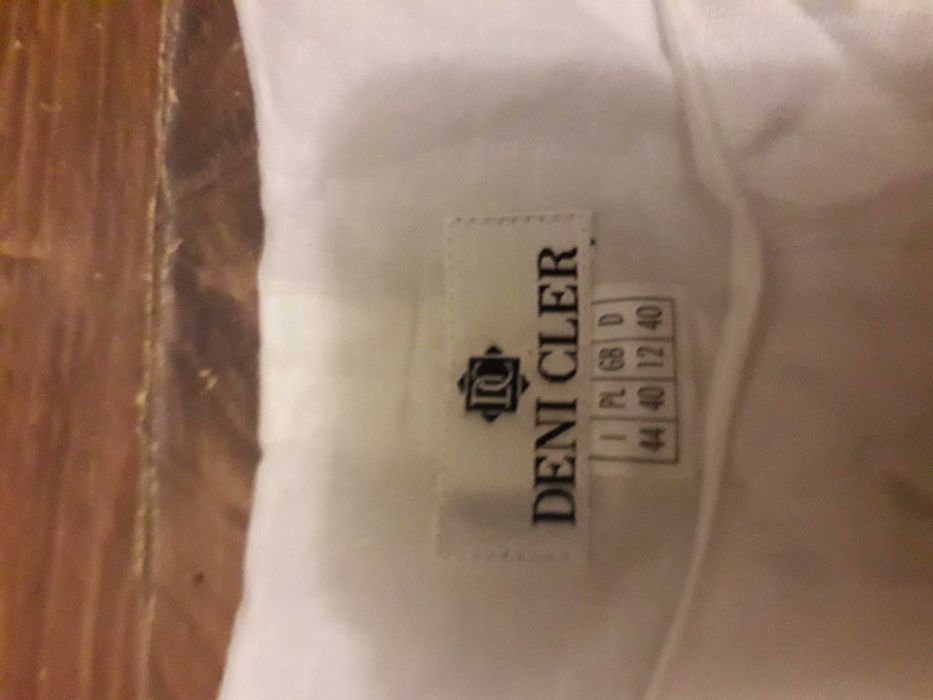 DC
DENI CLER
I PL GB D
44 40 12 40